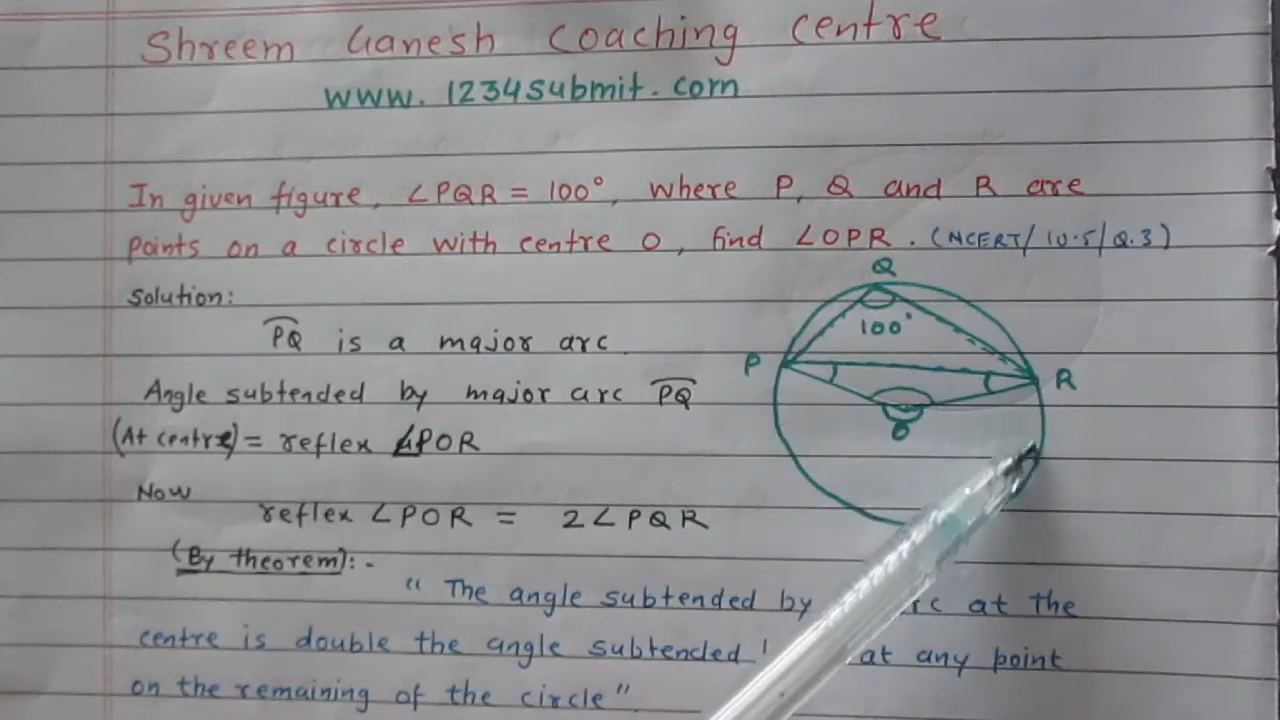 Shreem Ganesh Coaching Centre
www.1234submit.com
In given figure, ∠PQR = 100°, where P, Q and R are
points on a circle with centre O, find ∠OPR. (NCERT/10.5/Q.3)
Solution:
P͡Q is a major arc.
Angle subtended by major arc P͡Q
(At centre) = reflex ∠POR
Now
reflex ∠POR = 2∠PQR
(By theorem):-
"The angle subtended by at the
centre is double the angle subtended at any point
on the remaining of the circle".
Q
100°
P
R
O